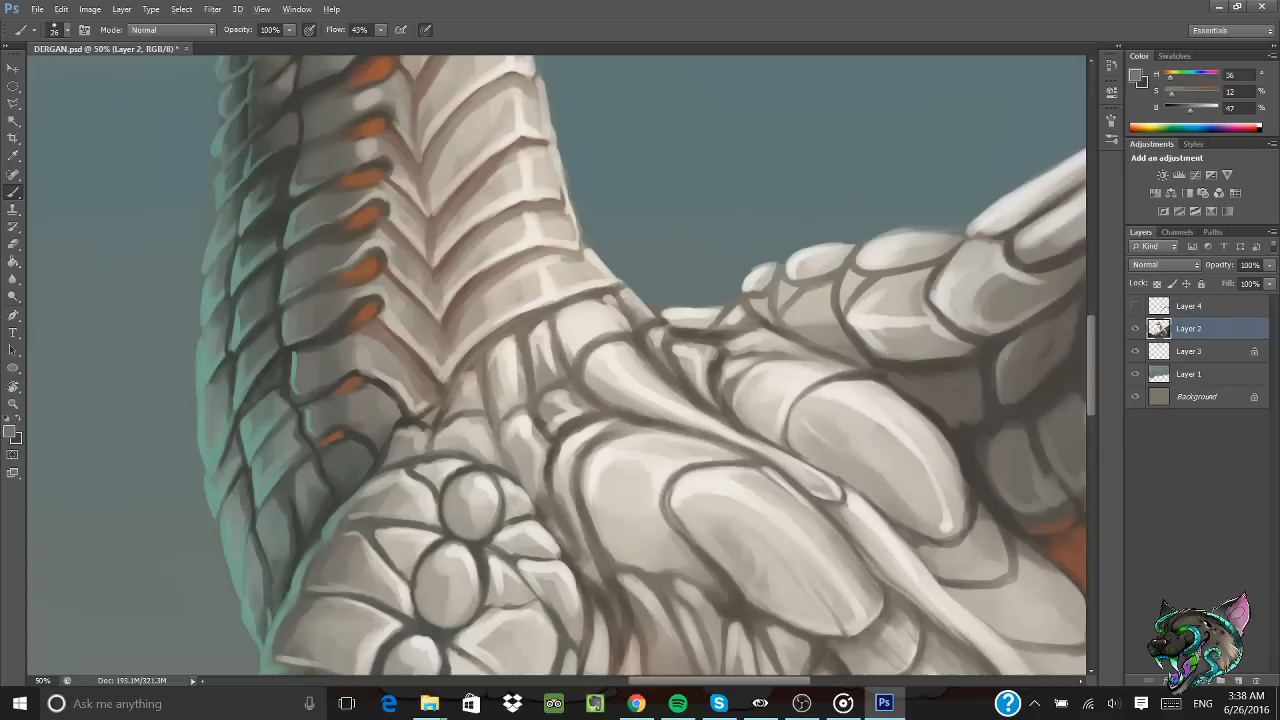 Ps File Edit Image Layer Type Select Filter 3D View Window Help
26 Mode: Normal Opacity: 100% Flow: 43% Essentials
DERGAN.psd @ 50% (Layer 2, RGB/8) * ×
Color Swatches
H 36 °
S 12 %
B 47 %
Adjustments Styles
Add an adjustment
Layers Channels Paths
Kind
Normal Opacity: 100%
Lock: Fill: 100%
Layer 4
Layer 2
Layer 3
Layer 1
Background
50% Doc: 193.1M/321.3M
Ask me anything
Ps
3:38 AM
6/26/2016